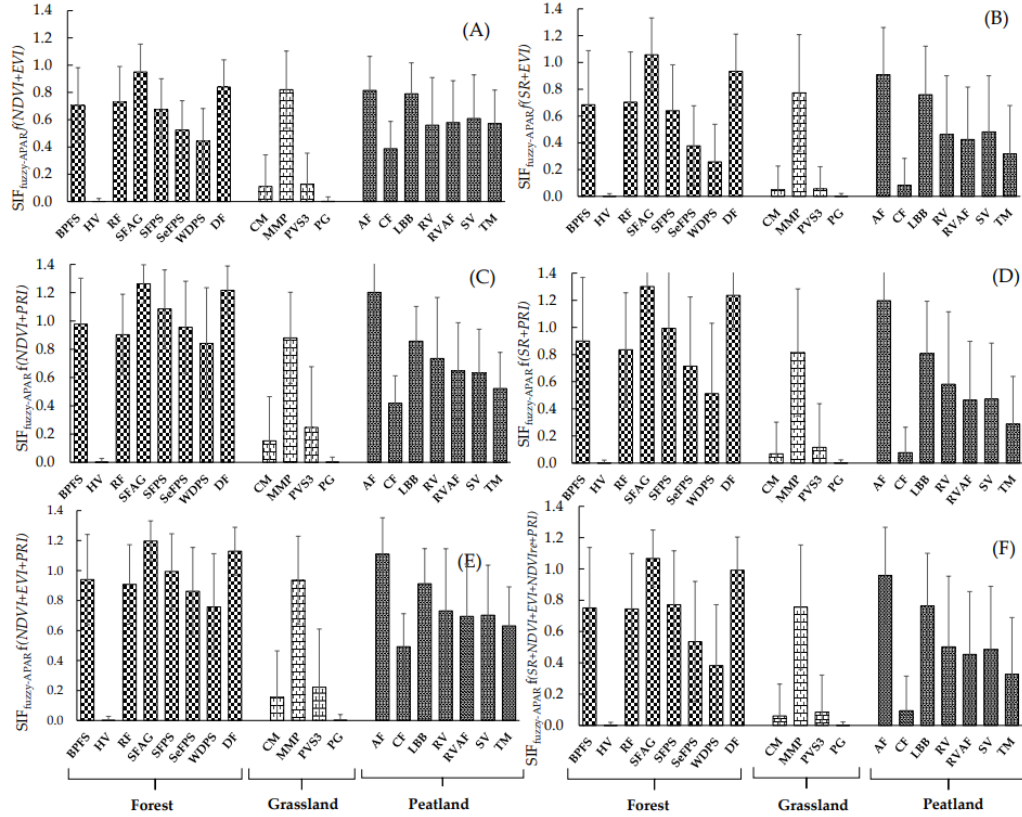 SIFfuzzy-APAR f(NDVI+EVI)
1.4
1.2
1.0
0.8
0.6
0.4
0.2
0.0
(A)
BPFS HV RF SFAG SFPS SeFPS WDPS DF CM MMP PVS3 PG AF CF LBB RV RVAF SV TM
SIFfuzzy-APAR f(SR+EVI)
1.4
1.2
1.0
0.8
0.6
0.4
0.2
0.0
(B)
BPFS HV RF SFAG SFPS SeFPS WDPS DF CM MMP PVS3 PG AF CF LBB RV RVAF SV TM
SIFfuzzy-APAR f(NDVI+PRI)
1.4
1.2
1.0
0.8
0.6
0.4
0.2
0.0
(C)
BPFS HV RF SFAG SFPS SeFPS WDPS DF CM MMP PVS3 PG AF CF LBB RV RVAF SV TM
SIFfuzzy-APAR f(SR+PRI)
1.4
1.2
1.0
0.8
0.6
0.4
0.2
0.0
(D)
BPFS HV RF SFAG SFPS SeFPS WDPS DF CM MMP PVS3 PG AF CF LBB RV RVAF SV TM
SIFfuzzy-APAR f(NDVI+EVI+PRI)
1.4
1.2
1.0
0.8
0.6
0.4
0.2
0.0
(E)
BPFS HV RF SFAG SFPS SeFPS WDPS DF CM MMP PVS3 PG AF CF LBB RV RVAF SV TM
Forest Grassland Peatland
SIFfuzzy-APAR f(SR+NDVI+EVI+NDVIre+PRI)
1.4
1.2
1.0
0.8
0.6
0.4
0.2
0.0
(F)
BPFS HV RF SFAG SFPS SeFPS WDPS DF CM MMP PVS3 PG AF CF LBB RV RVAF SV TM
Forest Grassland Peatland